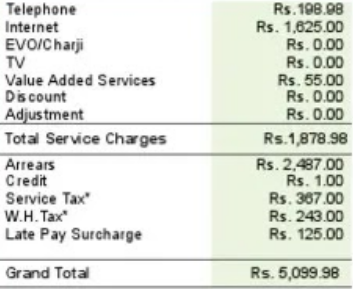 Telephone Rs.198.98
Internet Rs. 1,625.00
EVO/Charji Rs. 0.00
TV Rs. 0.00
Value Added Services Rs. 55.00
Discount Rs. 0.00
Adjustment Rs. 0.00
Total Service Charges Rs.1,878.98
Arrears Rs. 2,487.00
Credit Rs. 1.00
Service Tax* Rs. 367.00
W.H.Tax* Rs. 243.00
Late Pay Surcharge Rs. 125.00
Grand Total Rs. 5,099.98